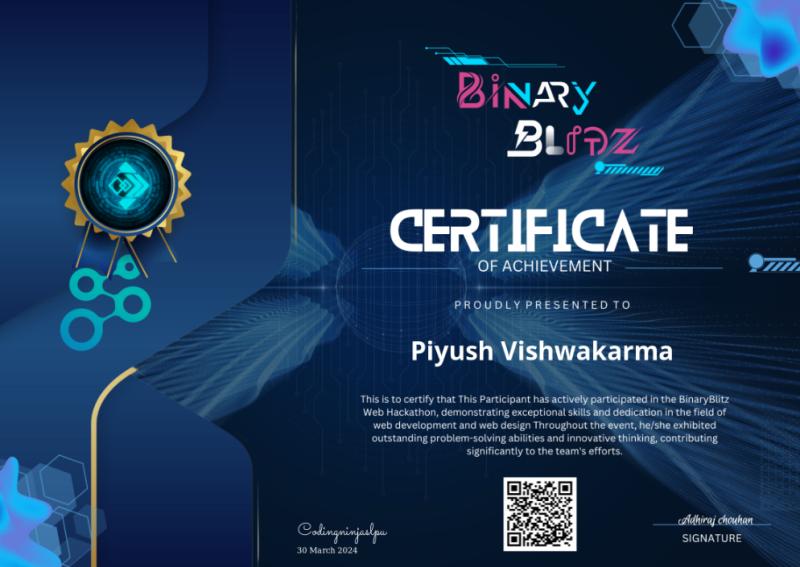 BiNARy
BLiTZ
CERTIFICATE
OF ACHIEVEMENT
PROUDLY PRESENTED TO
Piyush Vishwakarma
This is to certify that This Participant has actively participated in the BinaryBlitz
Web Hackathon, demonstrating exceptional skills and dedication in the field of
web development and web design Throughout the event, he/she exhibited
outstanding problem-solving abilities and innovative thinking, contributing
significantly to the team's efforts.
Codingninjaslpu
30 March 2024
Adhiraj chouhan
SIGNATURE